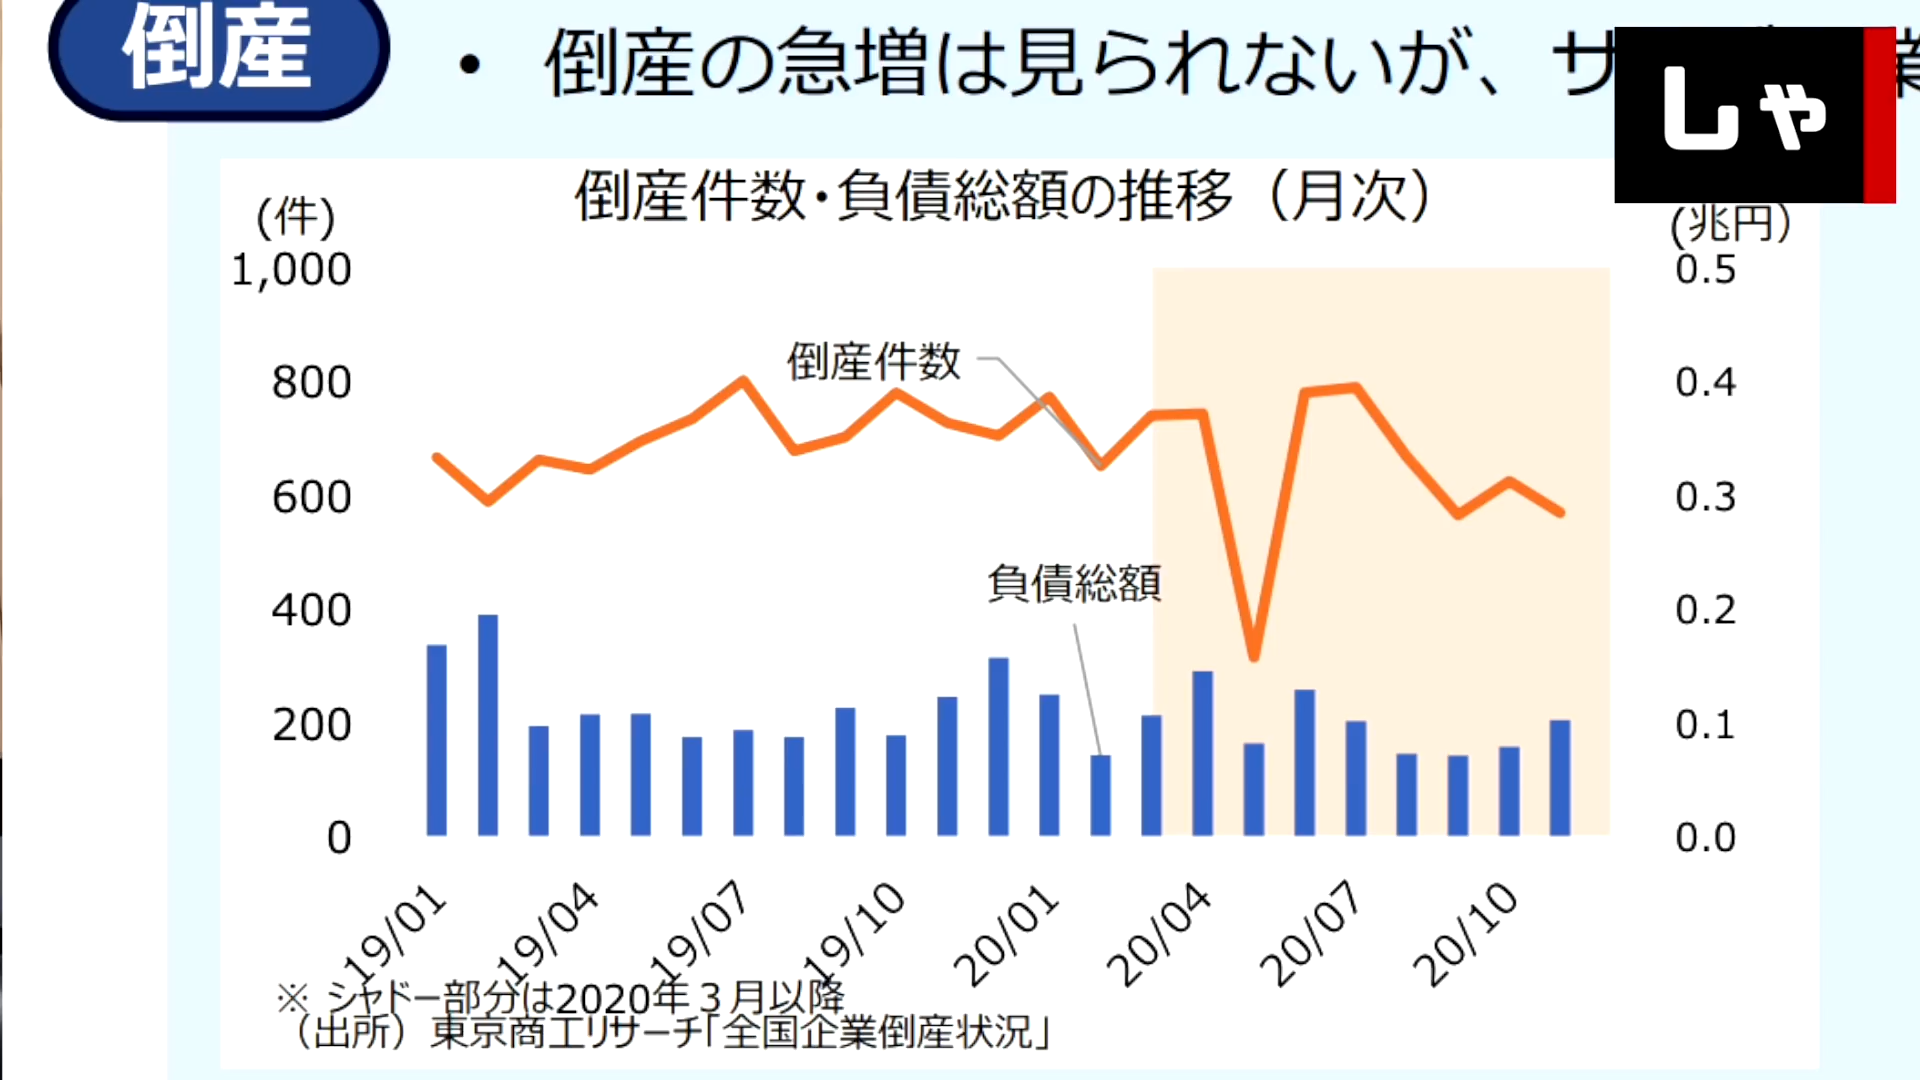 倒産
• 倒産の急増は見られないが、サ
しゃ
倒産件数・負債総額の推移（月次）
(件)
(兆円）
1,000
800
600
400
200
0
倒産件数
負債総額
0.5
0.4
0.3
0.2
0.1
0.0
19/01 19/04 19/07 19/10 20/01 20/04 20/07 20/10
※ シャドー部分は2020年３月以降
（出所）東京商工リサーチ「全国企業倒産状況」